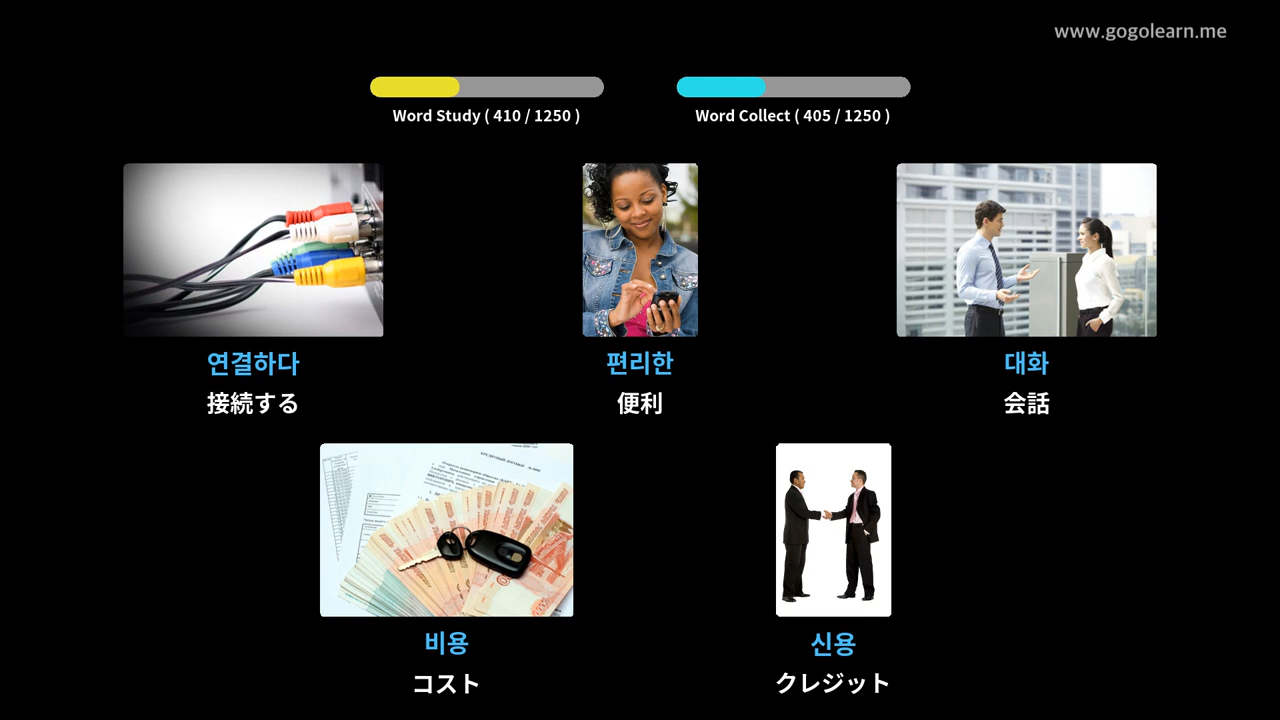 www.gogolearn.me
Word Study ( 410 / 1250 )
Word Collect ( 405 / 1250 )
연결하다
接続する
편리한
便利
대화
会話
비용
コスト
신용
クレジット